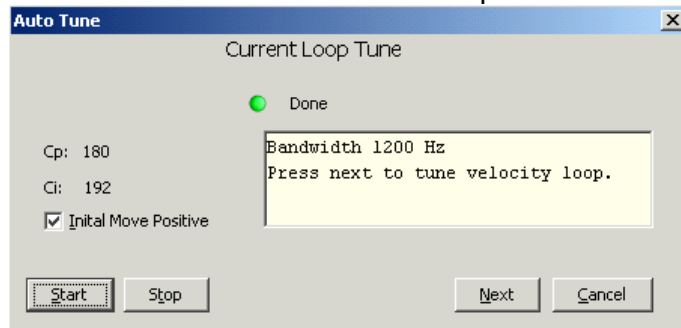 Auto Tune
Current Loop Tune
Done
Cp: 180
Ci: 192
Inital Move Positive
Bandwidth 1200 Hz
Press next to tune velocity loop.
Start
Stop
Next
Cancel